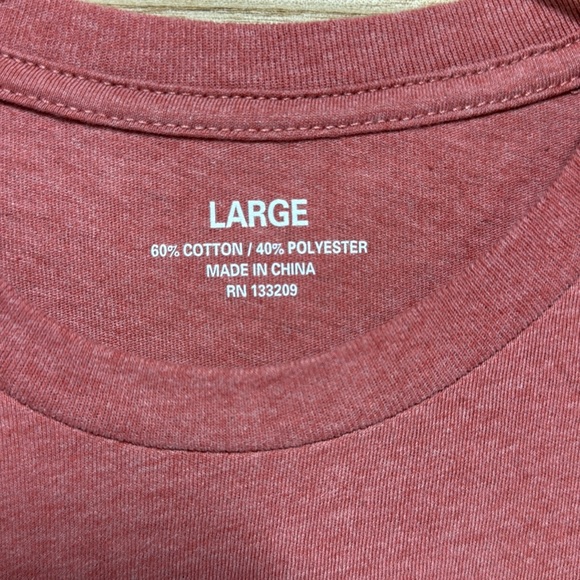 LARGE
60% COTTON / 40% POLYESTER
MADE IN CHINA
RN 133209